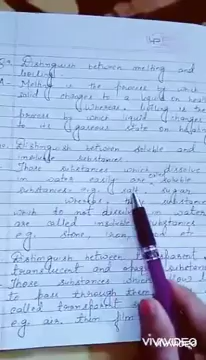 Distinguish between melting and
boiling.
A- Melting is the process by which
solid changes to a liquid on heating
whereas, boiling is the
process by which liquid changes
to its gaseous state on heating
Distinguish between soluble and
insoluble substances
Those substances which dissolve
in water easily are called soluble
substances e.g. salt, sugar
whereas, the substances
which do not dissolve in water
are called insoluble
e.g. stone, iron,
Distinguish between transparent
translucent and opaque substances
Those substances which allow
to pass through them
called transparent
e.g. air, thin film
VIVAVIDEO